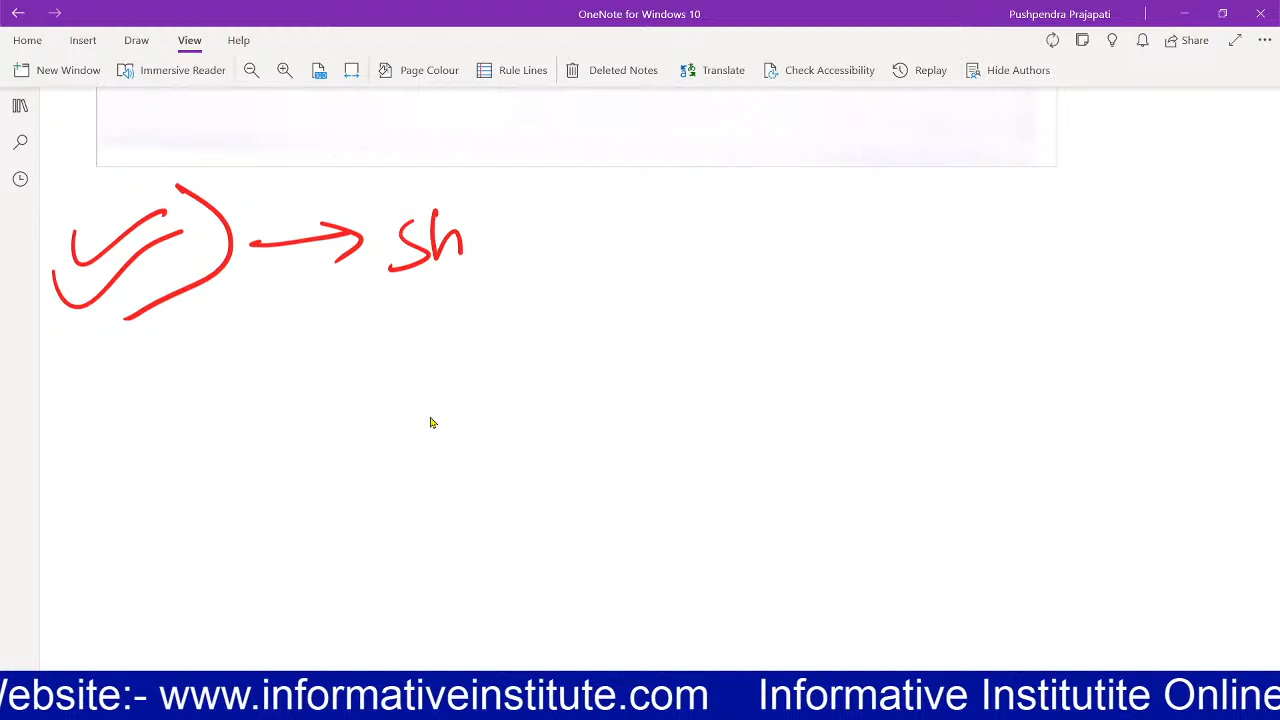 OneNote for Windows 10
Pushpendra Prajapati
Home Insert Draw View Help
Share
New Window Immersive Reader Page Colour Rule Lines Deleted Notes Translate Check Accessibility Replay Hide Authors
Sh
Website:- www.informativeinstitute.com Informative Institutite Online